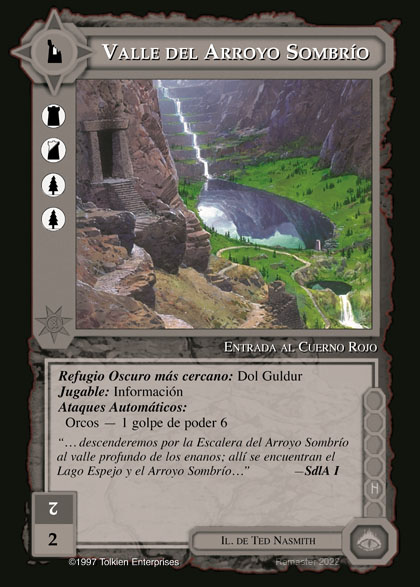 Valle del Arroyo Sombrío
Entrada al Cuerno Rojo
Refugio Oscuro más cercano: Dol Guldur
Jugable: Información
Ataques Automáticos:
Orcos — 1 golpe de poder 6
“… descenderemos por la Escalera del Arroyo Sombrío
al valle profundo de los enanos; allí se encuentran el
Lago Espejo y el Arroyo Sombrío…” —SdlA I
H
2
2
Il. de Ted Nasmith
©1997 Tolkien Enterprises
Remaster 2022